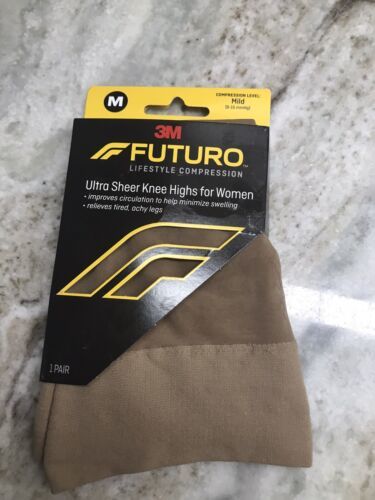 M
COMPRESSION LEVEL:
Mild
(8-15 mmHg)
3M
FUTURO™
LIFESTYLE COMPRESSION
Ultra Sheer Knee Highs for Women
• improves circulation to help minimize swelling
• relieves tired, achy legs
1 PAIR